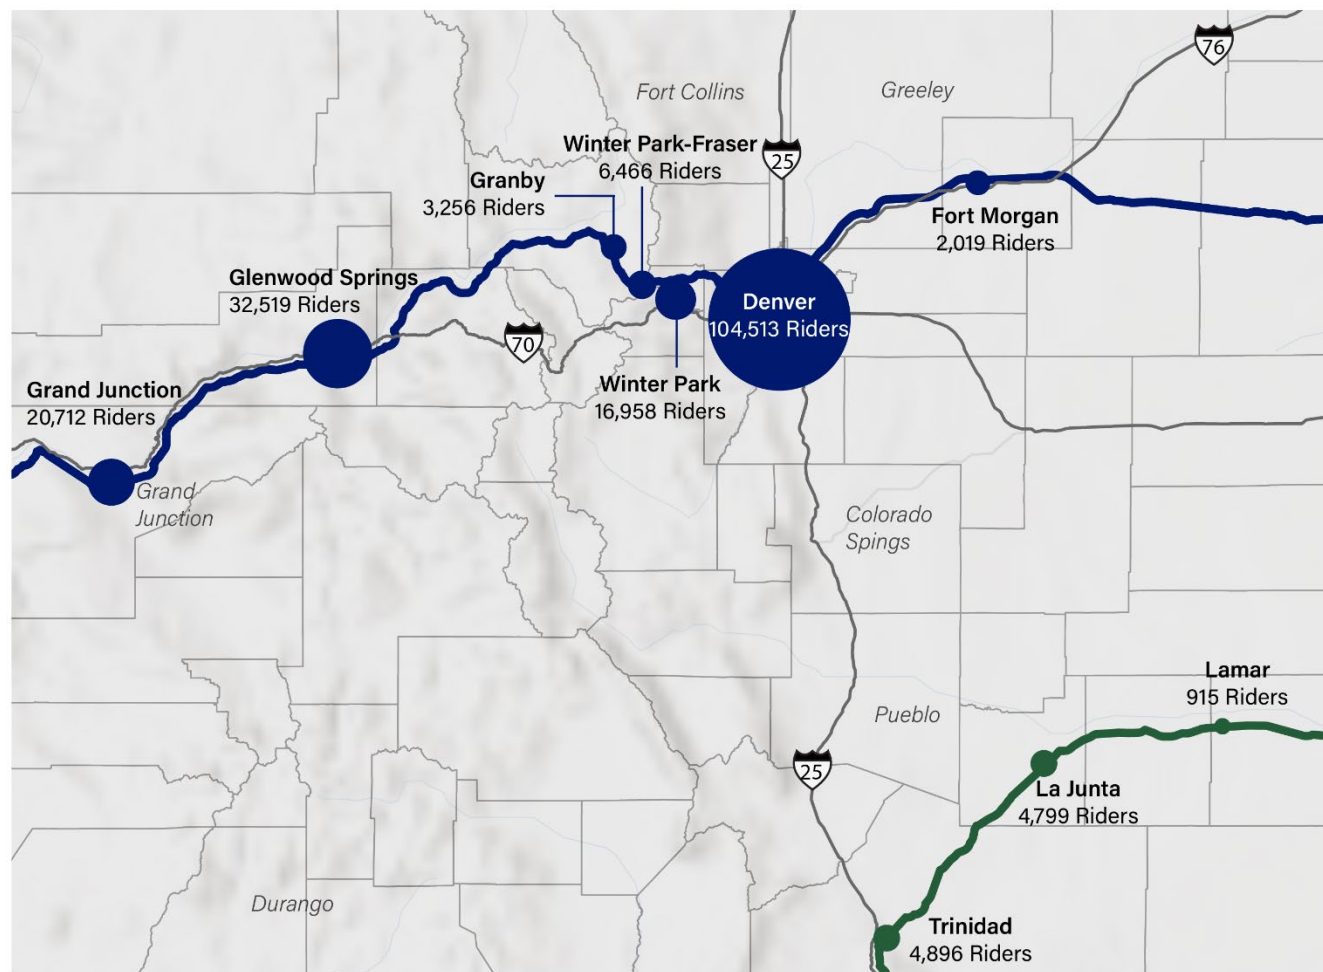 76
Fort Collins
Greeley
Winter Park-Fraser
6,466 Riders
25
Granby
3,256 Riders
Fort Morgan
2,019 Riders
Glenwood Springs
32,519 Riders
Denver
104,513 Riders
70
Grand Junction
20,712 Riders
Winter Park
16,958 Riders
Grand
Junction
Colorado
Spings
Lamar
915 Riders
Pueblo
25
La Junta
4,799 Riders
Durango
Trinidad
4,896 Riders